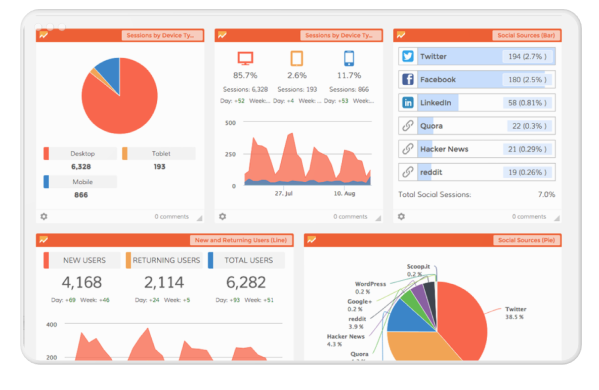 Sessions by Device Ty...
Desktop
Tablet
6,328
193
Mobile
866
0 comments
Sessions by Device Ty...
85.7%
2.6%
11.7%
Sessions: 6,328
Sessions: 193
Sessions: 866
Day: +52 Week:...
Day: +4 Week:...
Day: +53 Week:...
500
250
0
27. Jul
10. Aug
0 comments
Social Sources (Bar)
Twitter 194 (2.7% )
Facebook 180 (2.5% )
LinkedIn 58 (0.81% )
Quora 22 (0.3% )
Hacker News 21 (0.29% )
reddit 19 (0.26% )
Total Social Sessions: 7.0%
0 comments
New and Returning Users (Line)
NEW USERS
RETURNING USERS
TOTAL USERS
4,168
2,114
6,282
Day: +69 Week: +46
Day: +24 Week: +5
Day: +93 Week: +51
400
200
Social Sources (Pie)
Scoop.it
0.2 %
WordPress
0.2 %
Google+
0.2 %
reddit
3.9 %
Hacker News
4.3 %
Quora
Twitter
38.5 %